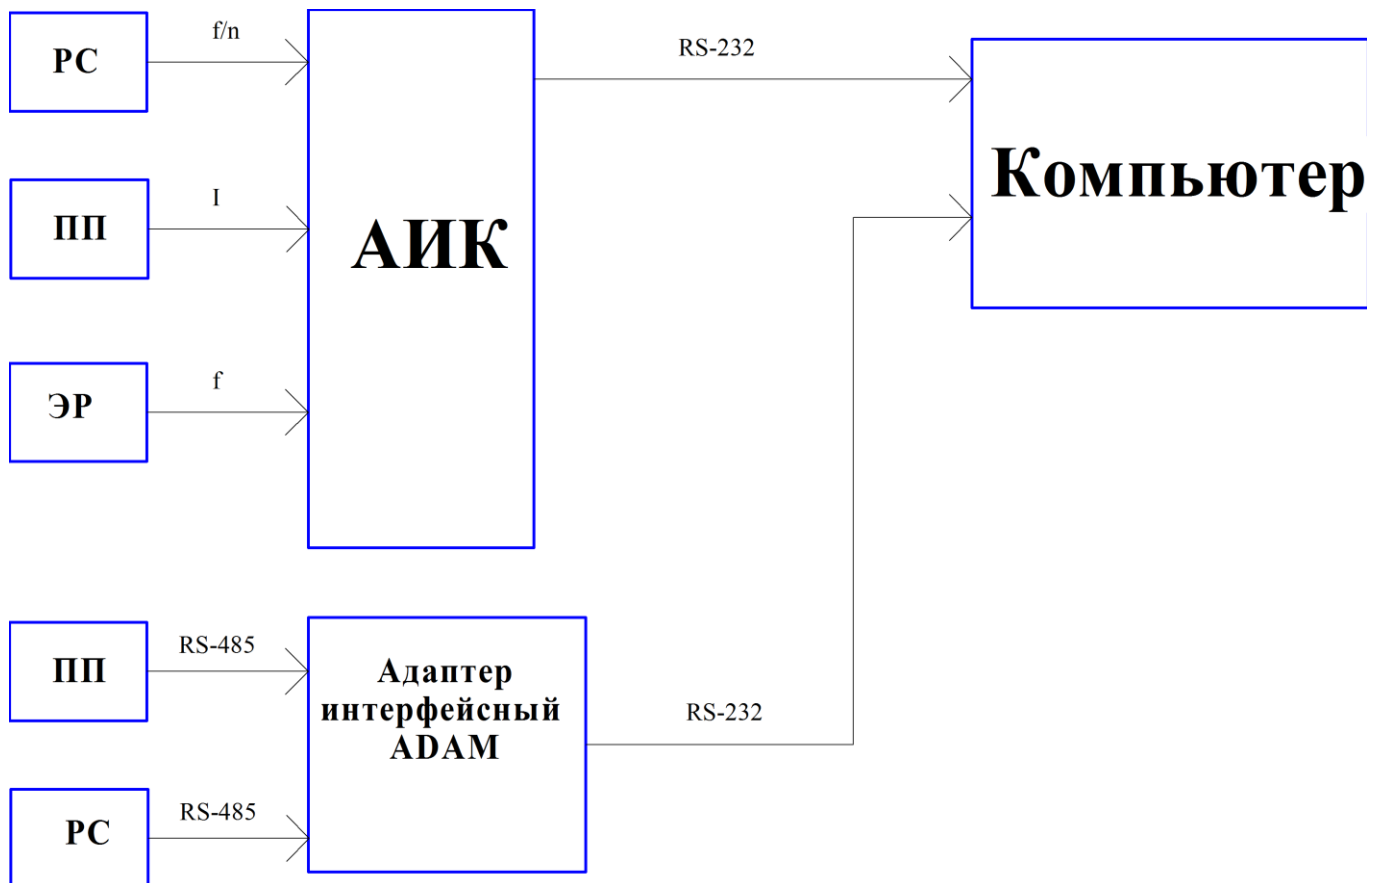 f/n
РС
RS-232
I
ПП
АИК
Компьютер
f
ЭР
RS-485
ПП
Адаптер
интерфейсный
ADAM
RS-232
RS-485
РС